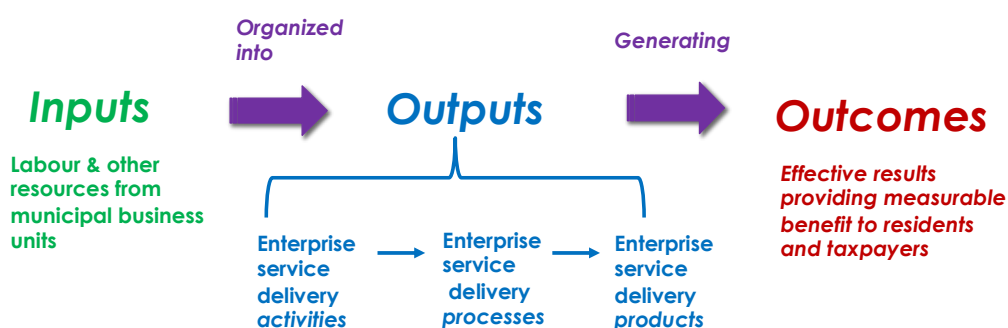 Organized
into
Generating
Inputs
Outputs
Outcomes
Labour & other
resources from
municipal business
units
Effective results
providing measurable
benefit to residents
and taxpayers
Enterprise
service
delivery
activities
Enterprise
service
delivery
processes
Enterprise
service
delivery
products